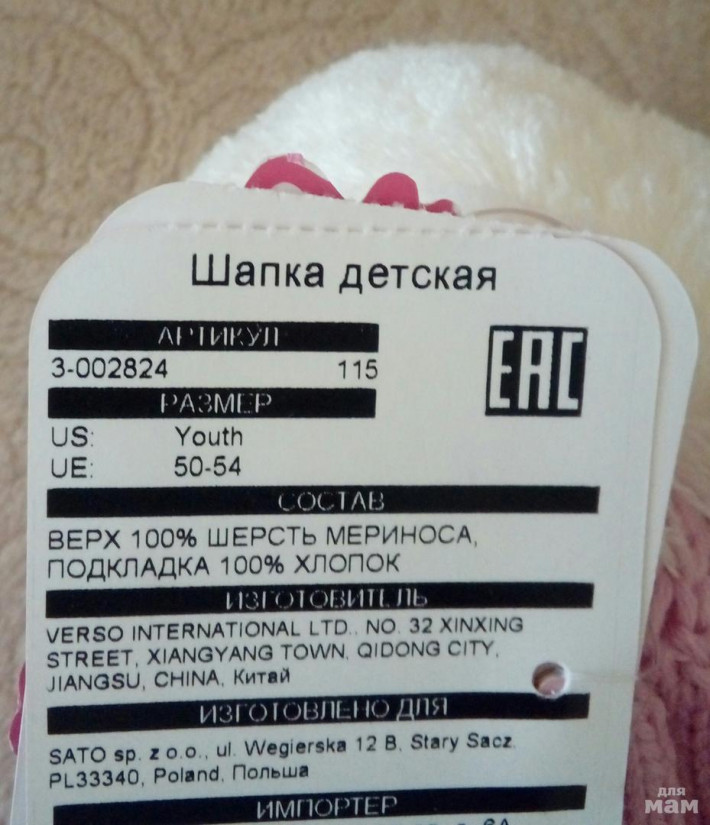 Шапка детская
АРТИКУЛ
3-002824 115
EAC
РАЗМЕР
US: Youth
UE: 50-54
СОСТАВ
ВЕРХ 100% ШЕРСТЬ МЕРИНОСА,
ПОДКЛАДКА 100% ХЛОПОК
ИЗГОТОВИТЕЛЬ
VERSO INTERNATIONAL LTD., NO. 32 XINXING
STREET, XIANGYANG TOWN, QIDONG CITY,
JIANGSU, CHINA, Китай
ИЗГОТОВЛЕНО ДЛЯ
SATO sp. z o.o., ul. Wegierska 12 B, Stary Sacz,
PL33340, Poland, Польша
ИМПОРТЕР
для
мам